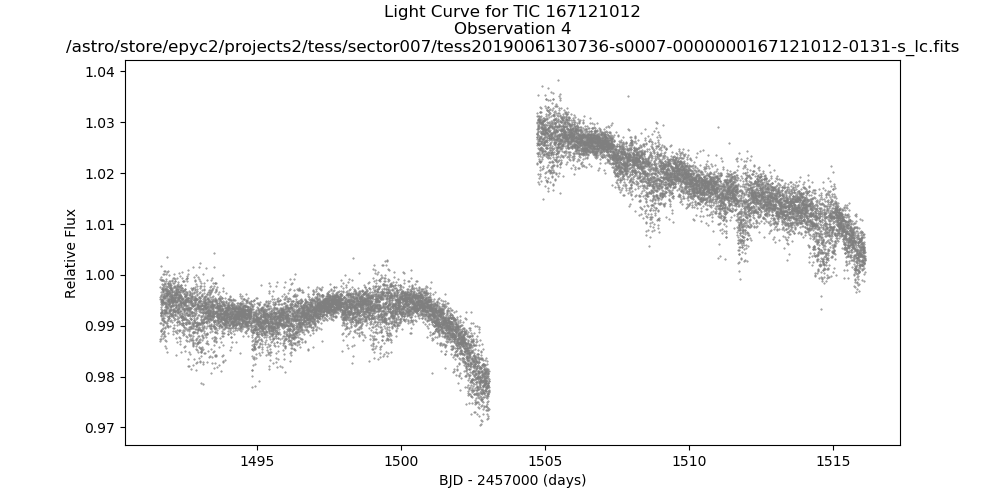 Light Curve for TIC 167121012
Observation 4
/astro/store/epyc2/projects2/tess/sector007/tess2019006130736-s0007-0000000167121012-0131-s_lc.fits
1.04
1.03
1.02
1.01
1.00
0.99
0.98
0.97
Relative Flux
1495
1500
1505
1510
1515
BJD - 2457000 (days)